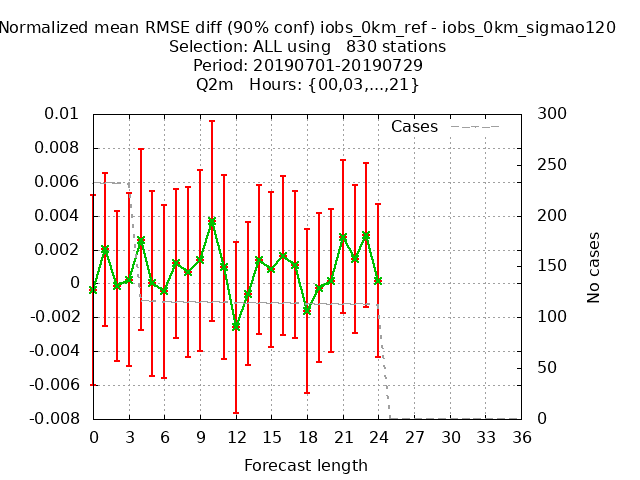 Normalized mean RMSE diff (90% conf) iobs_0km_ref - iobs_0km_sigmao120
Selection: ALL using   830 stations
Period: 20190701-20190729
Q2m   Hours: {00,03,...,21}
Cases
0.01
0.008
0.006
0.004
0.002
0
-0.002
-0.004
-0.006
-0.008
300
250
200
150
100
50
0
No cases
0 3 6 9 12 15 18 21 24 27 30 33 36
Forecast length